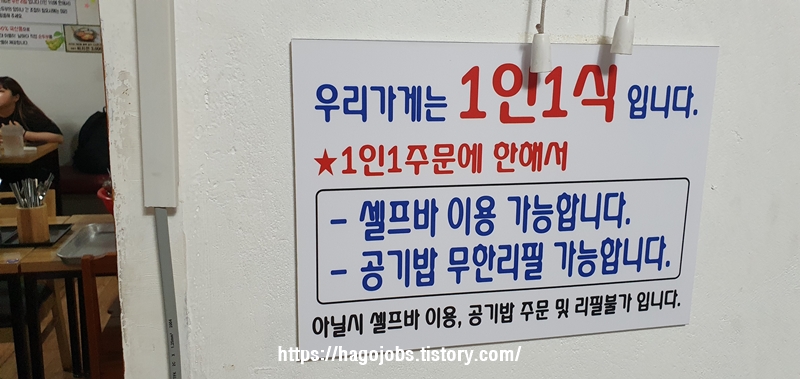 우리가게는 1인1식 입니다.
★1인1주문에 한해서
- 셀프바 이용 가능합니다.
- 공기밥 무한리필 가능합니다.
아닐시 셀프바 이용, 공기밥 주문 및 리필불가 입니다.
https://hagojobs.tistory.com/